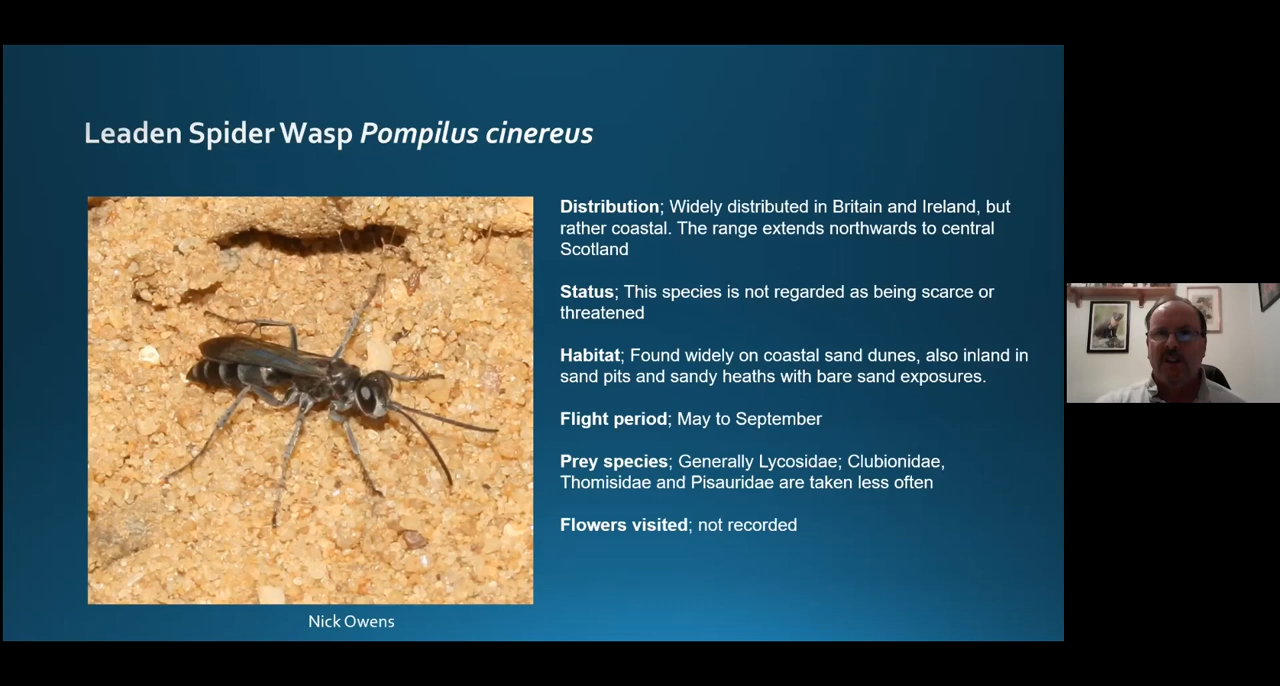 Leaden Spider Wasp Pompilus cinereus
Distribution; Widely distributed in Britain and Ireland, but
rather coastal. The range extends northwards to central
Scotland
Status; This species is not regarded as being scarce or
threatened
Habitat; Found widely on coastal sand dunes, also inland in
sand pits and sandy heaths with bare sand exposures.
Flight period; May to September
Prey species; Generally Lycosidae; Clubionidae,
Thomisidae and Pisauridae are taken less often
Flowers visited; not recorded
Nick Owens